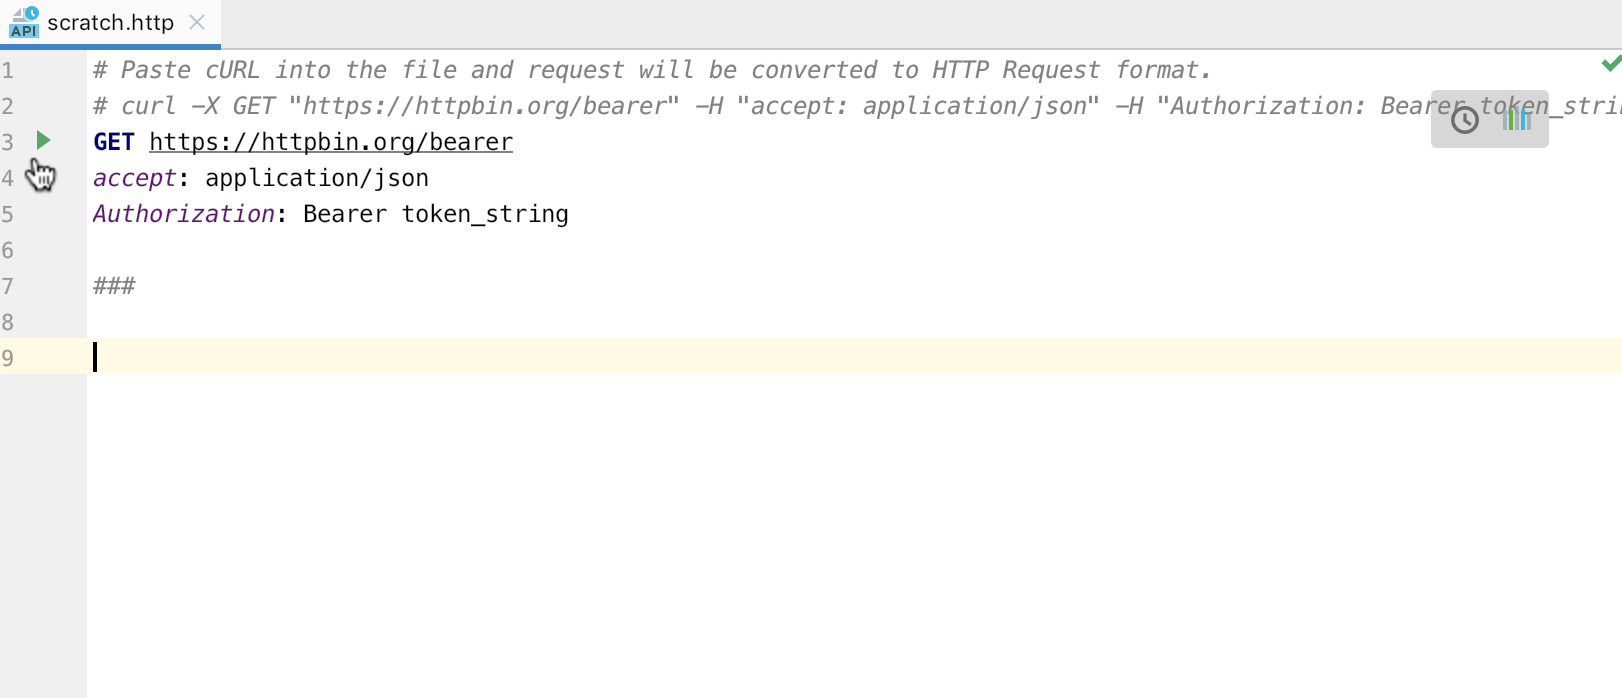 API scratch.http
1 # Paste cURL into the file and request will be converted to HTTP Request format.
2 # curl -X GET "https://httpbin.org/bearer" -H "accept: application/json" -H "Authorization: Bearer token_strin
3 GET https://httpbin.org/bearer
4 accept: application/json
5 Authorization: Bearer token_string
6
7 ###
8
9